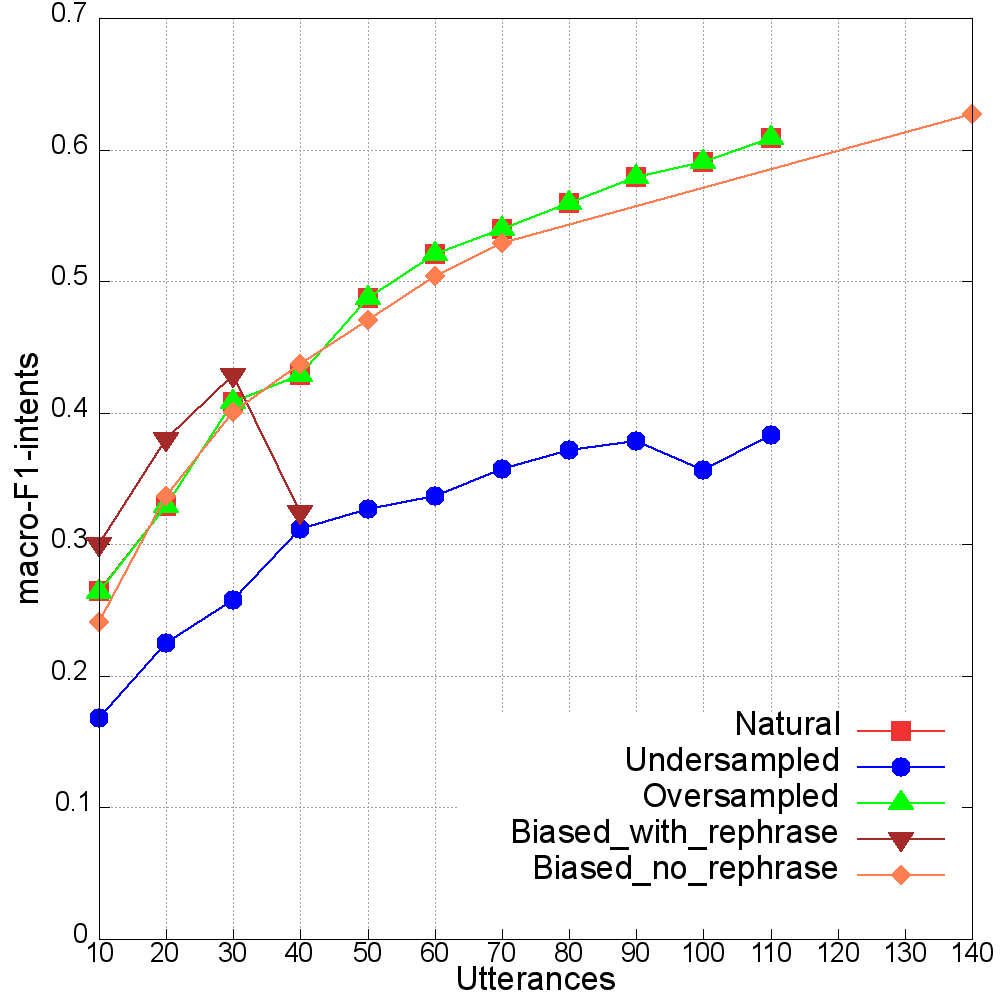 0.7
0.6
0.5
0.4
0.3
0.2
0.1
0
macro-F1-intents
Natural
Undersampled
Oversampled
Biased_with_rephrase
Biased_no_rephrase
10 20 30 40 50 60 70 80 90 100 110 120 130 140
Utterances